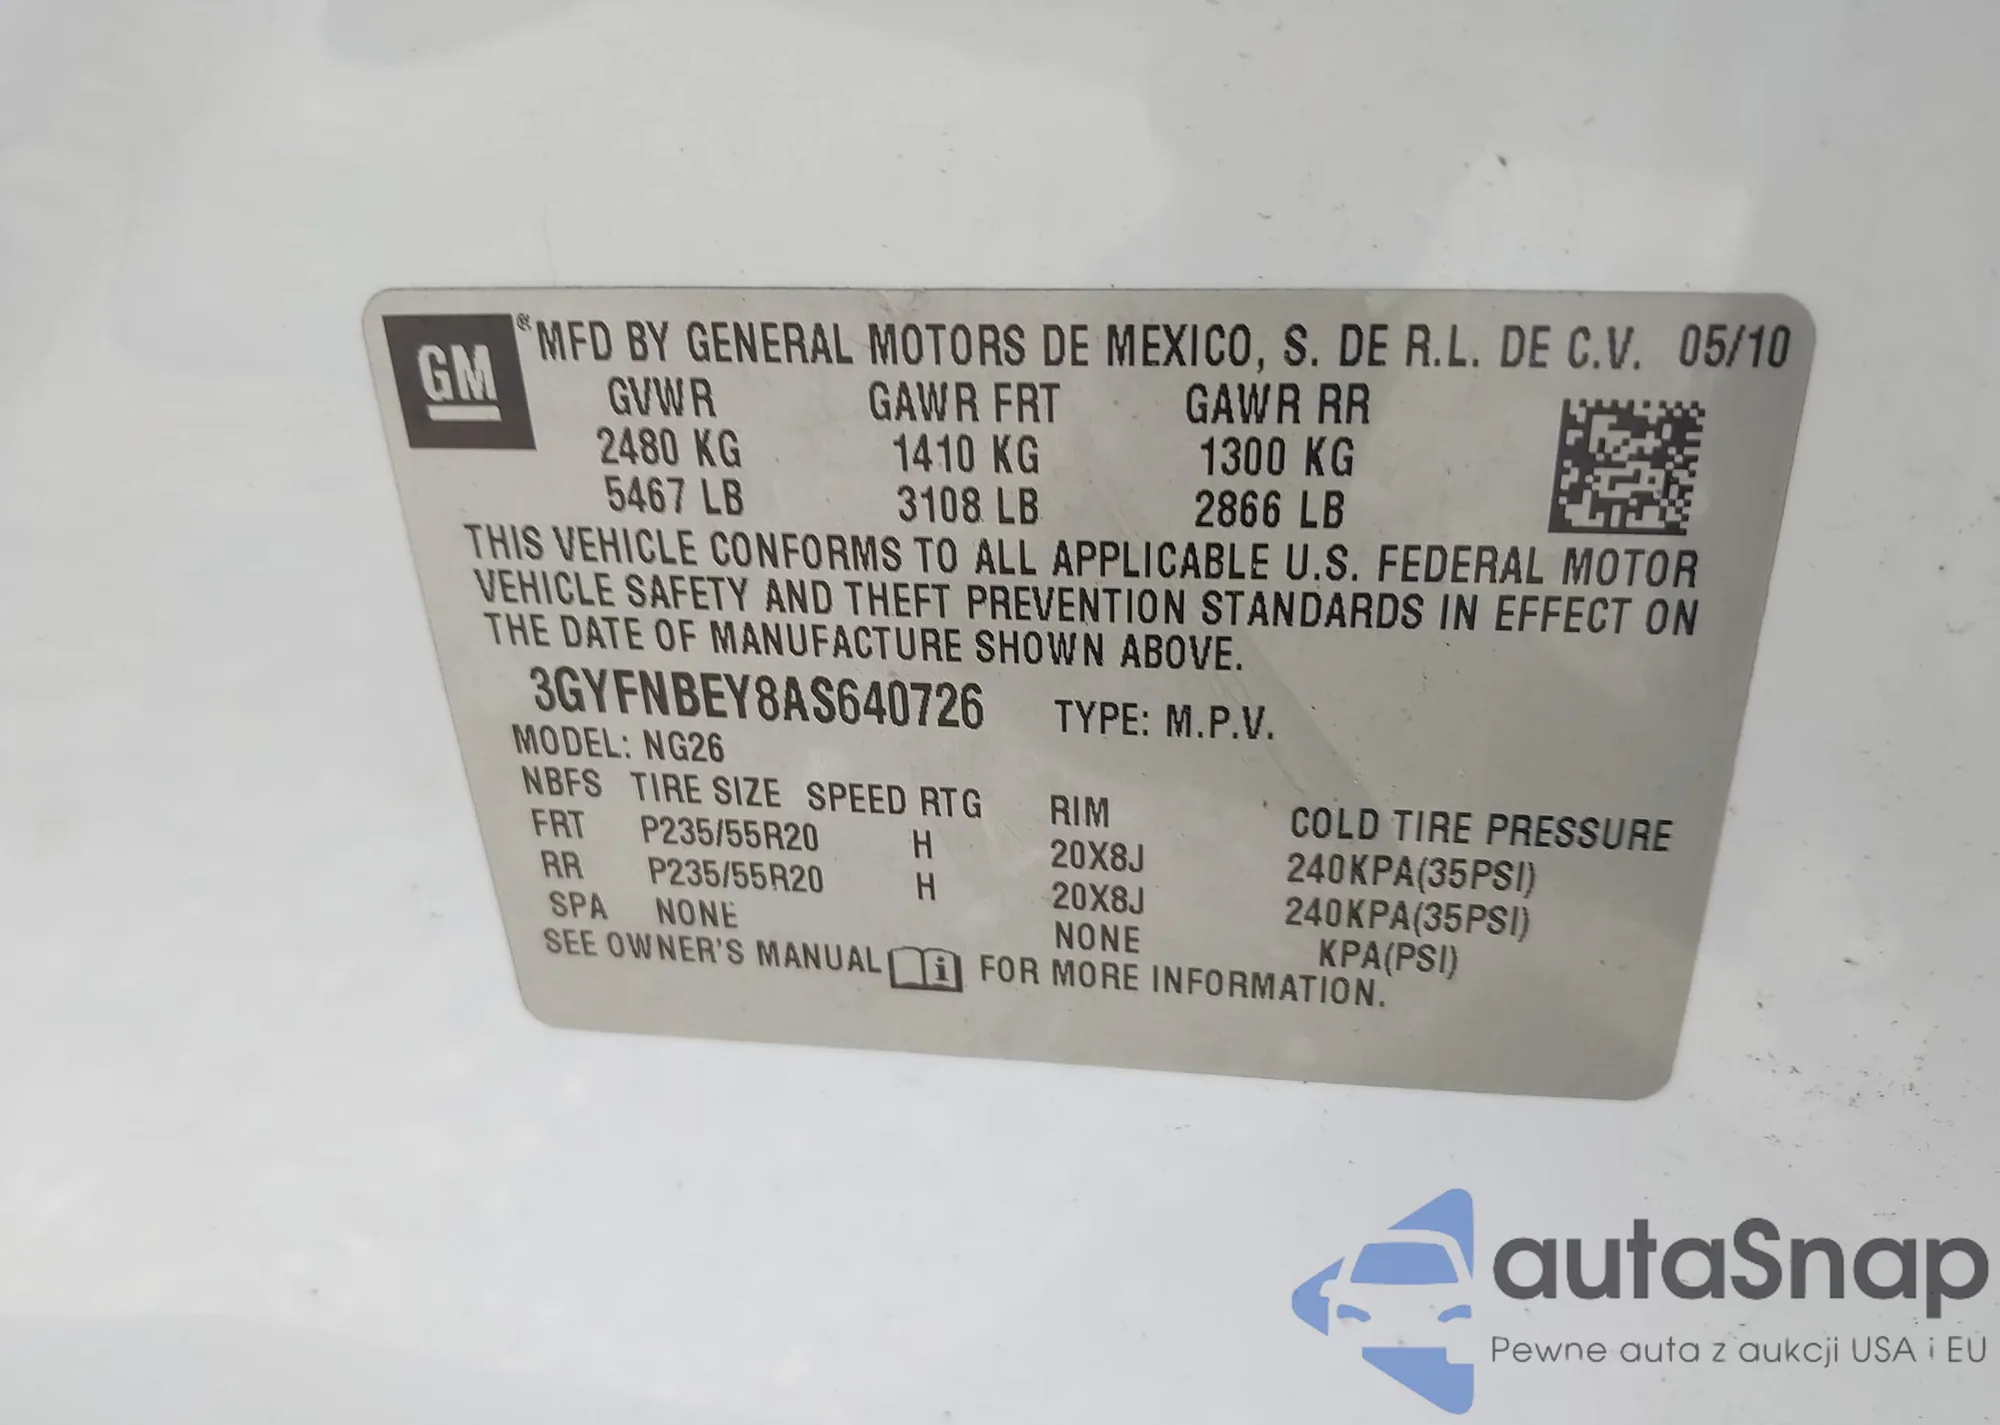 GM ® MFD BY GENERAL MOTORS DE MEXICO, S. DE R.L. DE C.V. 05/10
GVWR GAWR FRT GAWR RR
2480 KG 1410 KG 1300 KG
5467 LB 3108 LB 2866 LB
THIS VEHICLE CONFORMS TO ALL APPLICABLE U.S. FEDERAL MOTOR
VEHICLE SAFETY AND THEFT PREVENTION STANDARDS IN EFFECT ON
THE DATE OF MANUFACTURE SHOWN ABOVE.
3GYFNBEY8AS640726 TYPE: M.P.V.
MODEL: NG26
NBFS TIRE SIZE SPEED RTG RIM COLD TIRE PRESSURE
FRT P235/55R20 H 20X8J 240KPA(35PSI)
RR P235/55R20 H 20X8J 240KPA(35PSI)
SPA NONE NONE KPA(PSI)
SEE OWNER'S MANUAL i FOR MORE INFORMATION.
autaSnap
Pewne auta z aukcji USA i EU